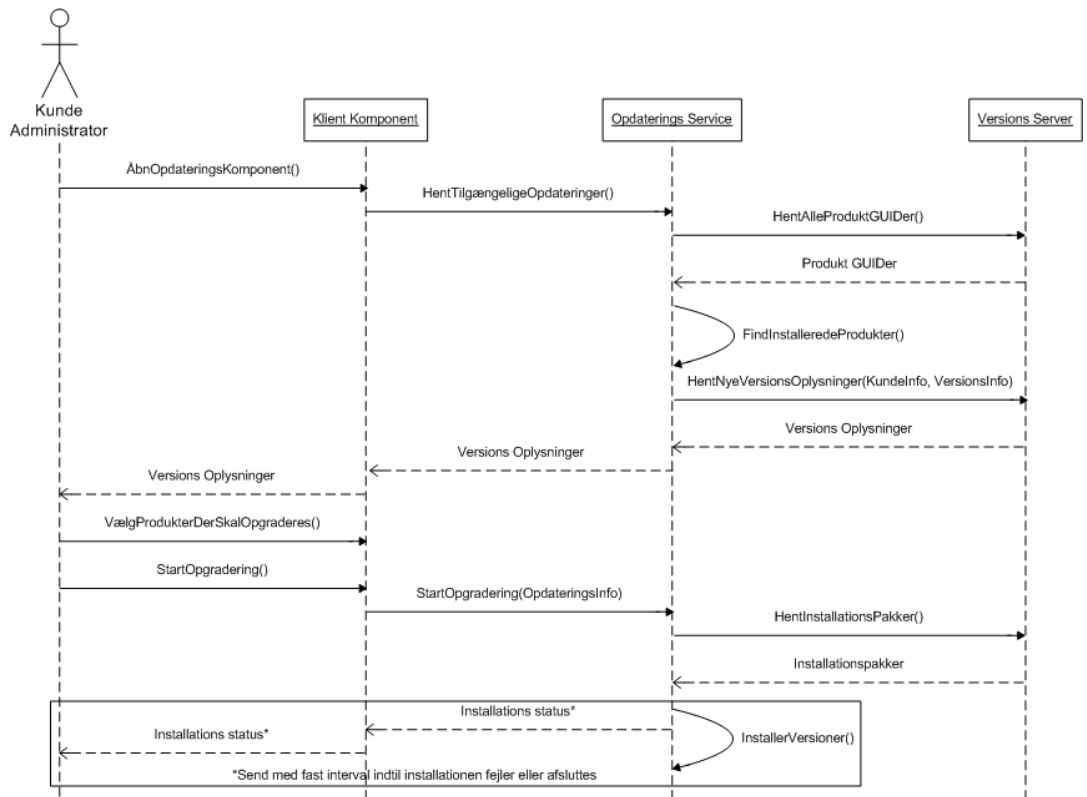 Kunde
Administrator
Klient Komponent
Opdaterings Service
Versions Server
ÅbnOpdateringsKomponent()
HentTilgængeligeOpdateringer()
HentAlleProduktGUIDer()
Produkt GUIDer
FindInstalleredeProdukter()
HentNyeVersionsOplysninger(KundeInfo, VersionsInfo)
Versions Oplysninger
Versions Oplysninger
Versions Oplysninger
VælgProdukterDerSkalOpgraderes()
StartOpgradering()
StartOpgradering(OpdateringsInfo)
HentInstallationsPakker()
Installationspakker
Installations status*
Installations status*
InstallerVersioner()
*Send med fast interval indtil installationen fejler eller afsluttes